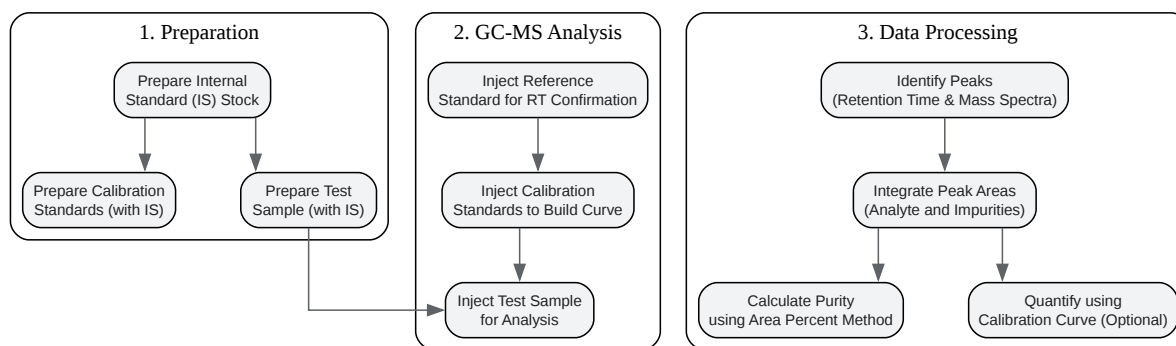 1. Preparation
Prepare Internal
Standard (IS) Stock
Prepare Calibration
Standards (with IS)
Prepare Test
Sample (with IS)
2. GC-MS Analysis
Inject Reference
Standard for RT Confirmation
Inject Calibration
Standards to Build Curve
Inject Test Sample
for Analysis
3. Data Processing
Identify Peaks
(Retention Time & Mass Spectra)
Integrate Peak Areas
(Analyte and Impurities)
Calculate Purity
using Area Percent Method
Quantify using
Calibration Curve (Optional)